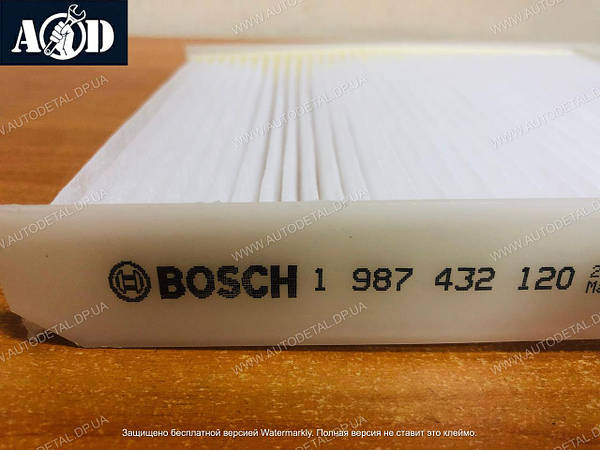 AD
WWW.AUTODETAL.DP.UA
BOSCH 1 987 432 120
Защищено бесплатной версией Watermarkly. Полная версия не ставит это клеймо.